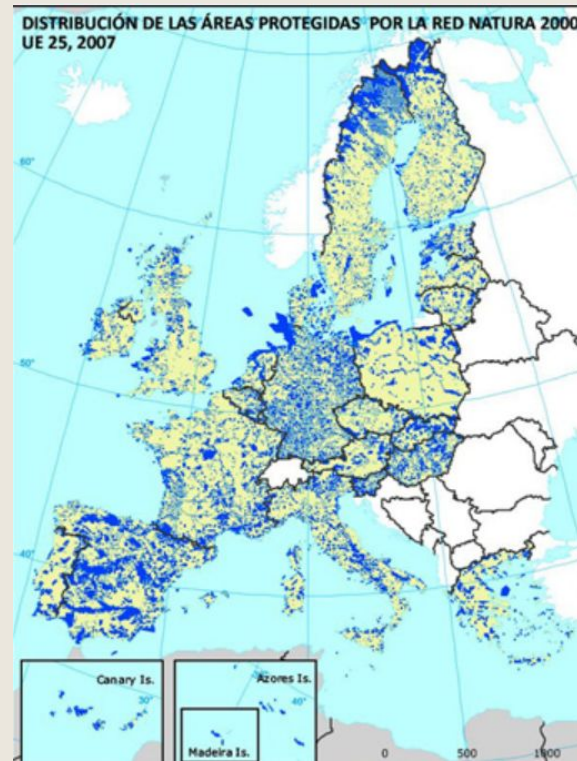 DISTRIBUCIÓN DE LAS ÁREAS PROTEGIDAS POR LA RED NATURA 2000
UE 25, 2007
60°
50°
40°
Canary Is.
30°
Azores Is.
40°
Madeira Is.
0 500 1000